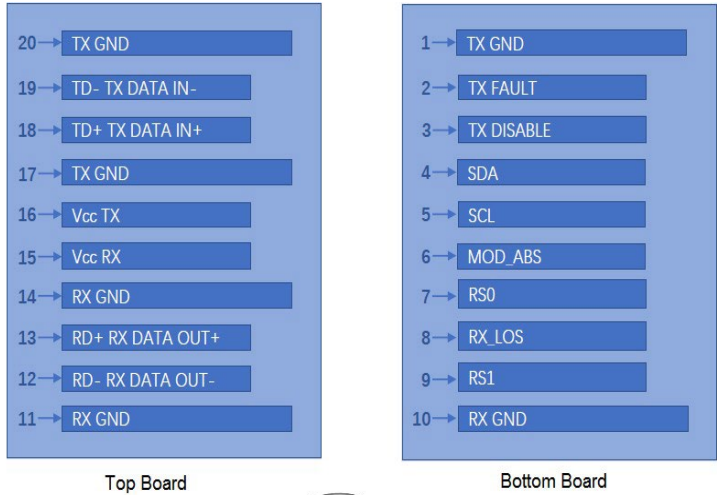 20 TX GND
19 TD- TX DATA IN-
18 TD+ TX DATA IN+
17 TX GND
16 Vcc TX
15 Vcc RX
14 RX GND
13 RD+ RX DATA OUT+
12 RD- RX DATA OUT-
11 RX GND
Top Board
1 TX GND
2 TX FAULT
3 TX DISABLE
4 SDA
5 SCL
6 MOD_ABS
7 RS0
8 RX_LOS
9 RS1
10 RX GND
Bottom Board